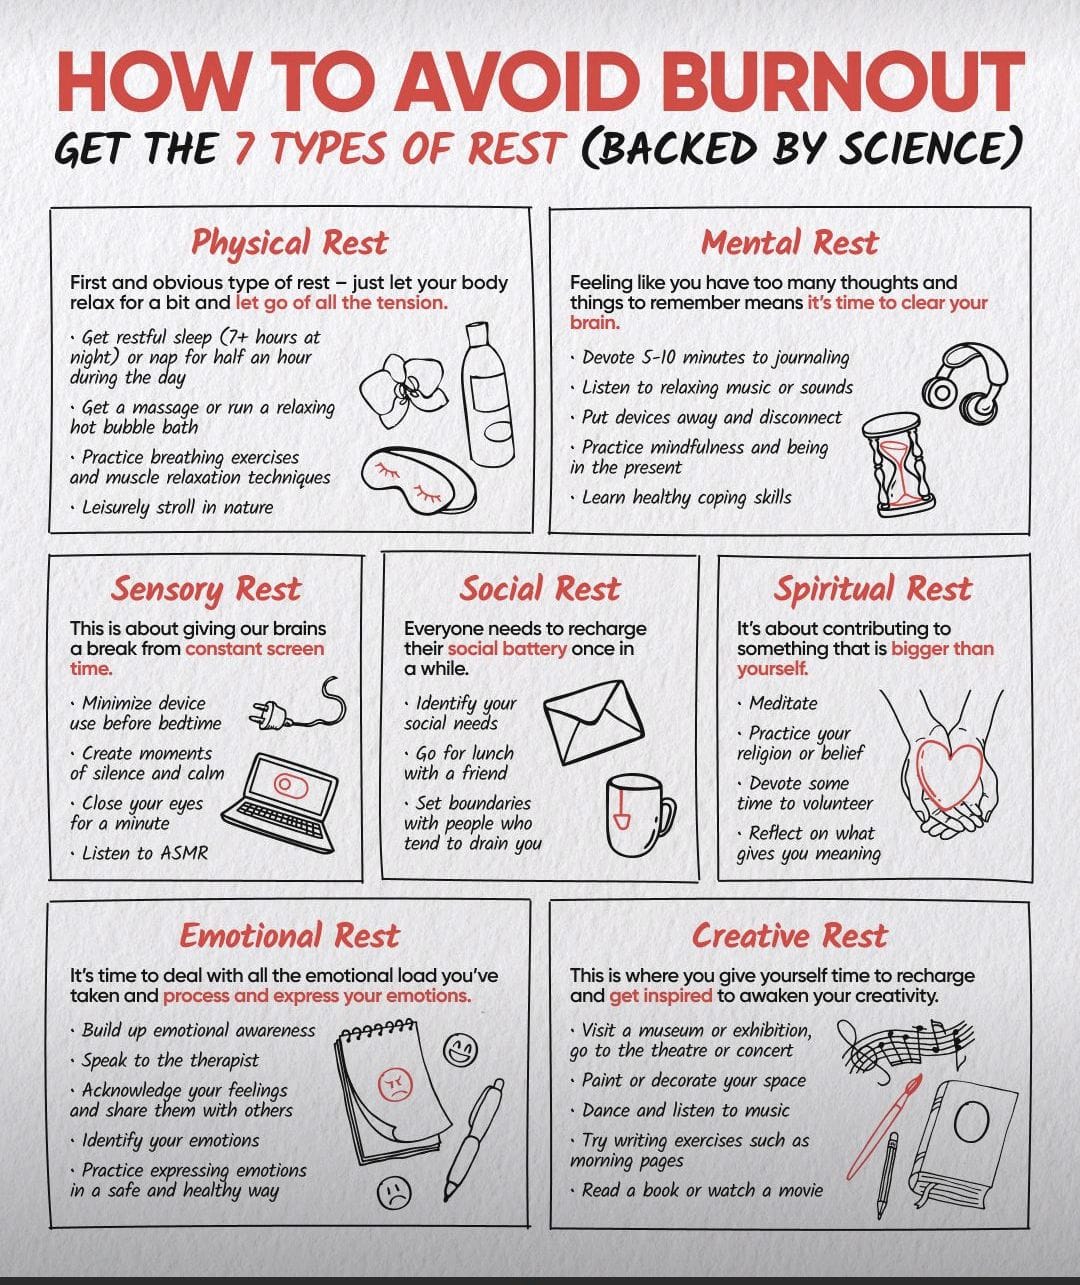 HOW TO AVOID BURNOUT
GET THE 7 TYPES OF REST (BACKED BY SCIENCE)
Physical Rest
First and obvious type of rest – just let your body
relax for a bit and let go of all the tension.
· Get restful sleep (7+ hours at
night) or nap for half an hour
during the day
· Get a massage or run a relaxing
hot bubble bath
· Practice breathing exercises
and muscle relaxation techniques
· Leisurely stroll in nature
Mental Rest
Feeling like you have too many thoughts and
things to remember means it's time to clear your
brain.
· Devote 5-10 minutes to journaling
· Listen to relaxing music or sounds
· Put devices away and disconnect
· Practice mindfulness and being
in the present
· Learn healthy coping skills
Sensory Rest
This is about giving our brains
a break from constant screen
time.
· Minimize device
use before bedtime
· Create moments
of silence and calm
· Close your eyes
for a minute
· Listen to ASMR
Social Rest
Everyone needs to recharge
their social battery once in
a while.
· Identify your
social needs
· Go for lunch
with a friend
· Set boundaries
with people who
tend to drain you
Spiritual Rest
It's about contributing to
something that is bigger than
yourself.
· Meditate
· Practice your
religion or belief
· Devote some
time to volunteer
· Reflect on what
gives you meaning
Emotional Rest
It's time to deal with all the emotional load you've
taken and process and express your emotions.
· Build up emotional awareness
· Speak to the therapist
· Acknowledge your feelings
and share them with others
· Identify your emotions
· Practice expressing emotions
in a safe and healthy way
Creative Rest
This is where you give yourself time to recharge
and get inspired to awaken your creativity.
· Visit a museum or exhibition,
go to the theatre or concert
· Paint or decorate your space
· Dance and listen to music
· Try writing exercises such as
morning pages
· Read a book or watch a movie